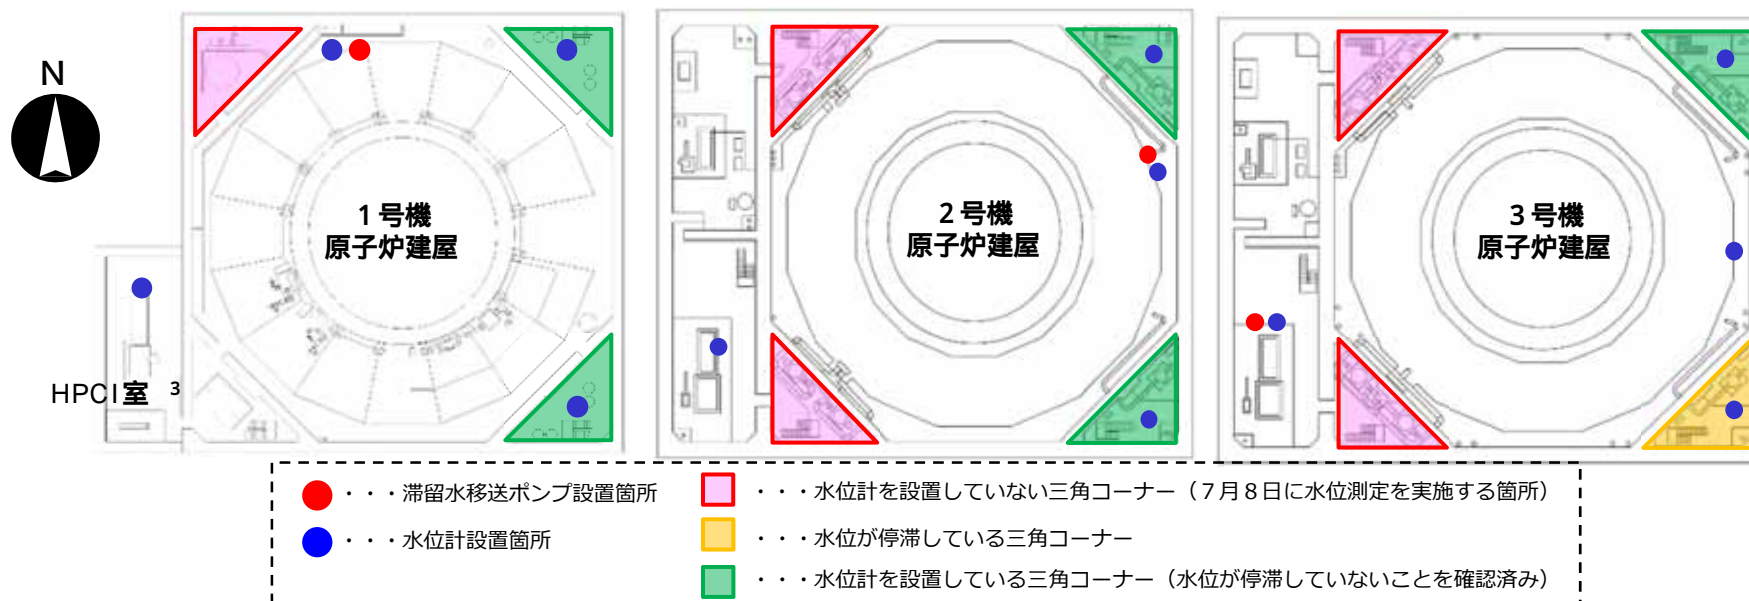 N
1号機
原子炉建屋
2号機
原子炉建屋
3号機
原子炉建屋
HPCI室 3
・・・滞留水移送ポンプ設置箇所
・・・水位計設置箇所
・・・水位計を設置していない三角コーナー（７月８日に水位測定を実施する箇所）
・・・水位が停滞している三角コーナー
・・・水位計を設置している三角コーナー（水位が停滞していないことを確認済み）